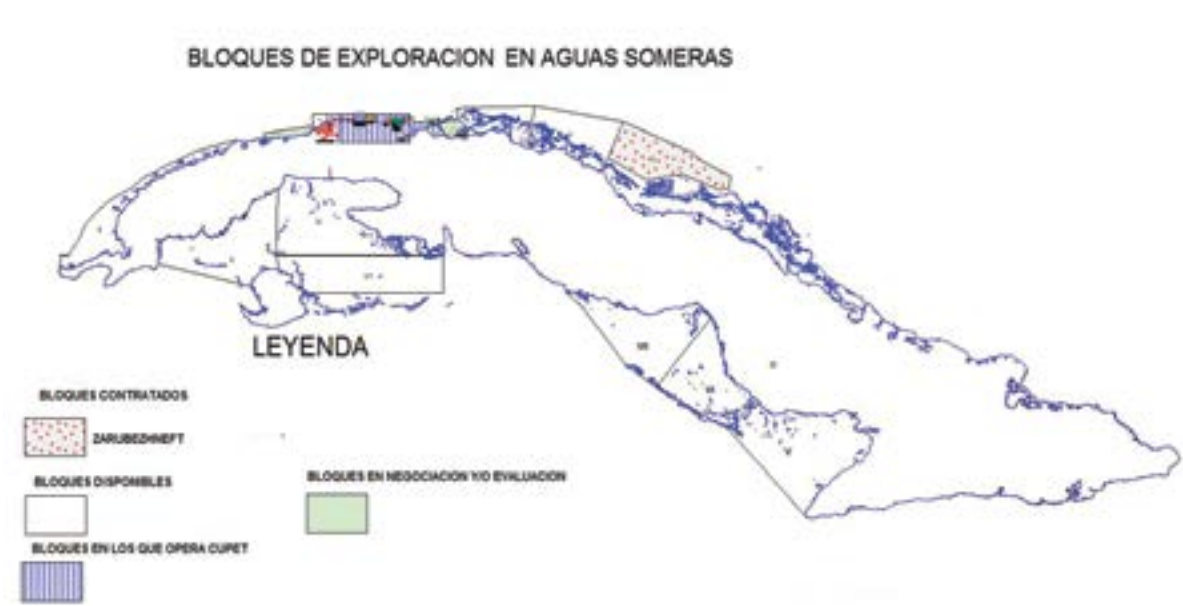 BLOQUES DE EXPLORACION EN AGUAS SOMERAS
LEYENDA
BLOQUES CONTRATADOS
ZARUBEZHNEFT
BLOQUES DISPONIBLES
BLOQUES EN NEGOCIACION Y/O EVALUACION
BLOQUES EN LOS QUE OPERA CUPET